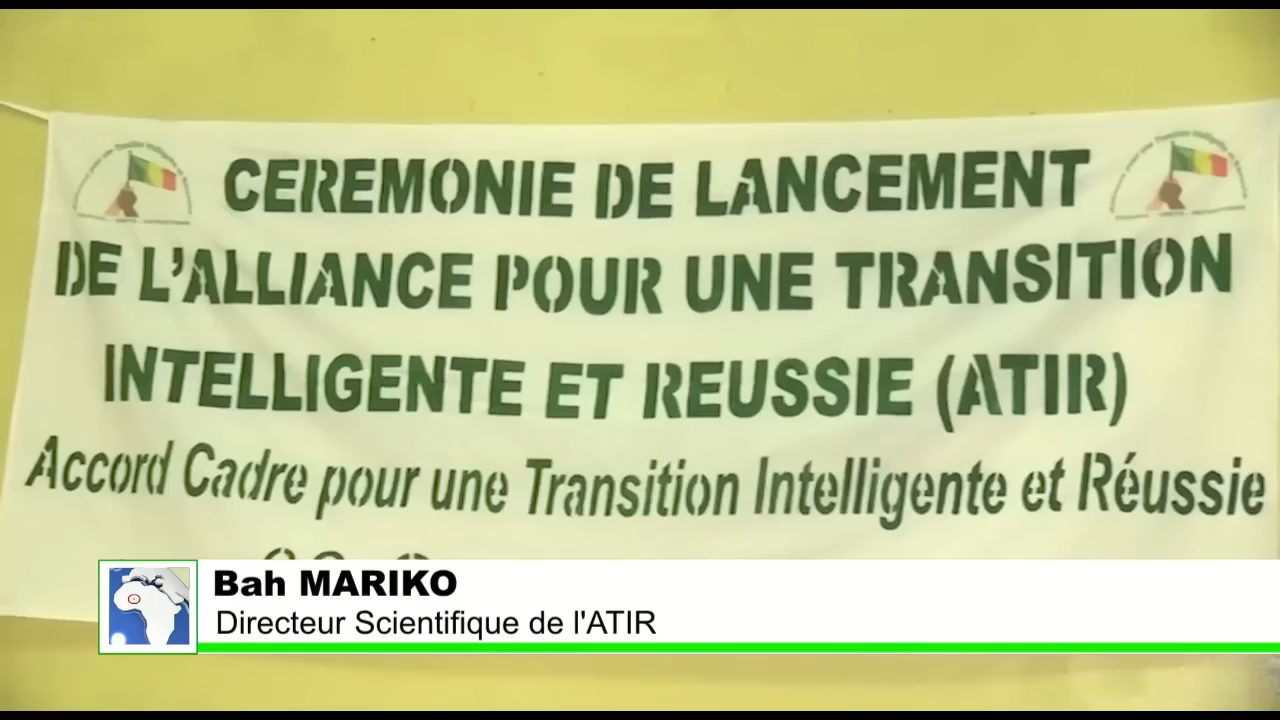 CEREMONIE DE LANCEMENT
DE L'ALLIANCE POUR UNE TRANSITION
INTELLIGENTE ET REUSSIE (ATIR)
Accord Cadre pour une Transition Intelligente et Réussie
Bah MARIKO
Directeur Scientifique de l'ATIR